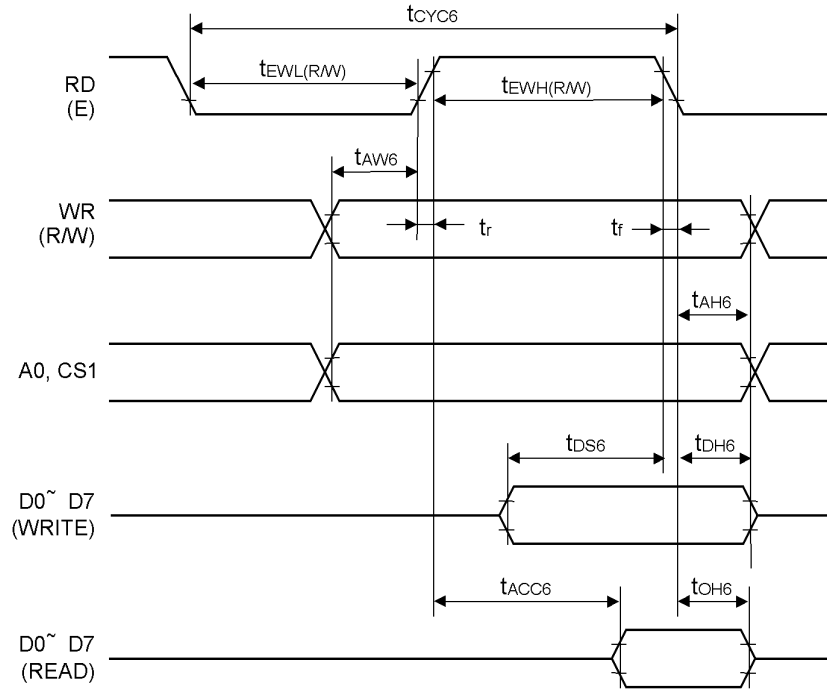 tCYC6
RD
(E)
tEWL(R/W)
tEWH(R/W)
tAW6
WR
(R/W)
tr
tf
tAH6
A0, CS1
tDS6
tDH6
D0~ D7
(WRITE)
tACC6
tOH6
D0~ D7
(READ)